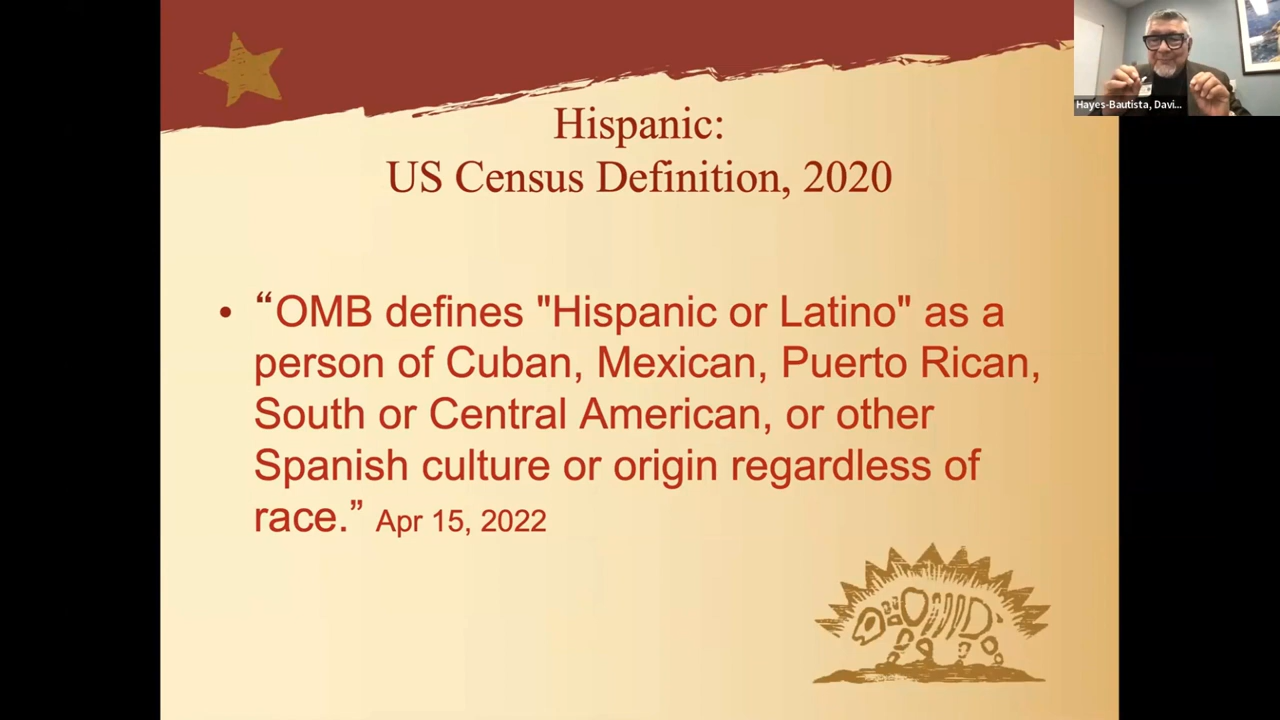 Hayes-Bautista, Davi...
Hispanic:
US Census Definition, 2020
• “OMB defines "Hispanic or Latino" as a
person of Cuban, Mexican, Puerto Rican,
South or Central American, or other
Spanish culture or origin regardless of
race.” Apr 15, 2022